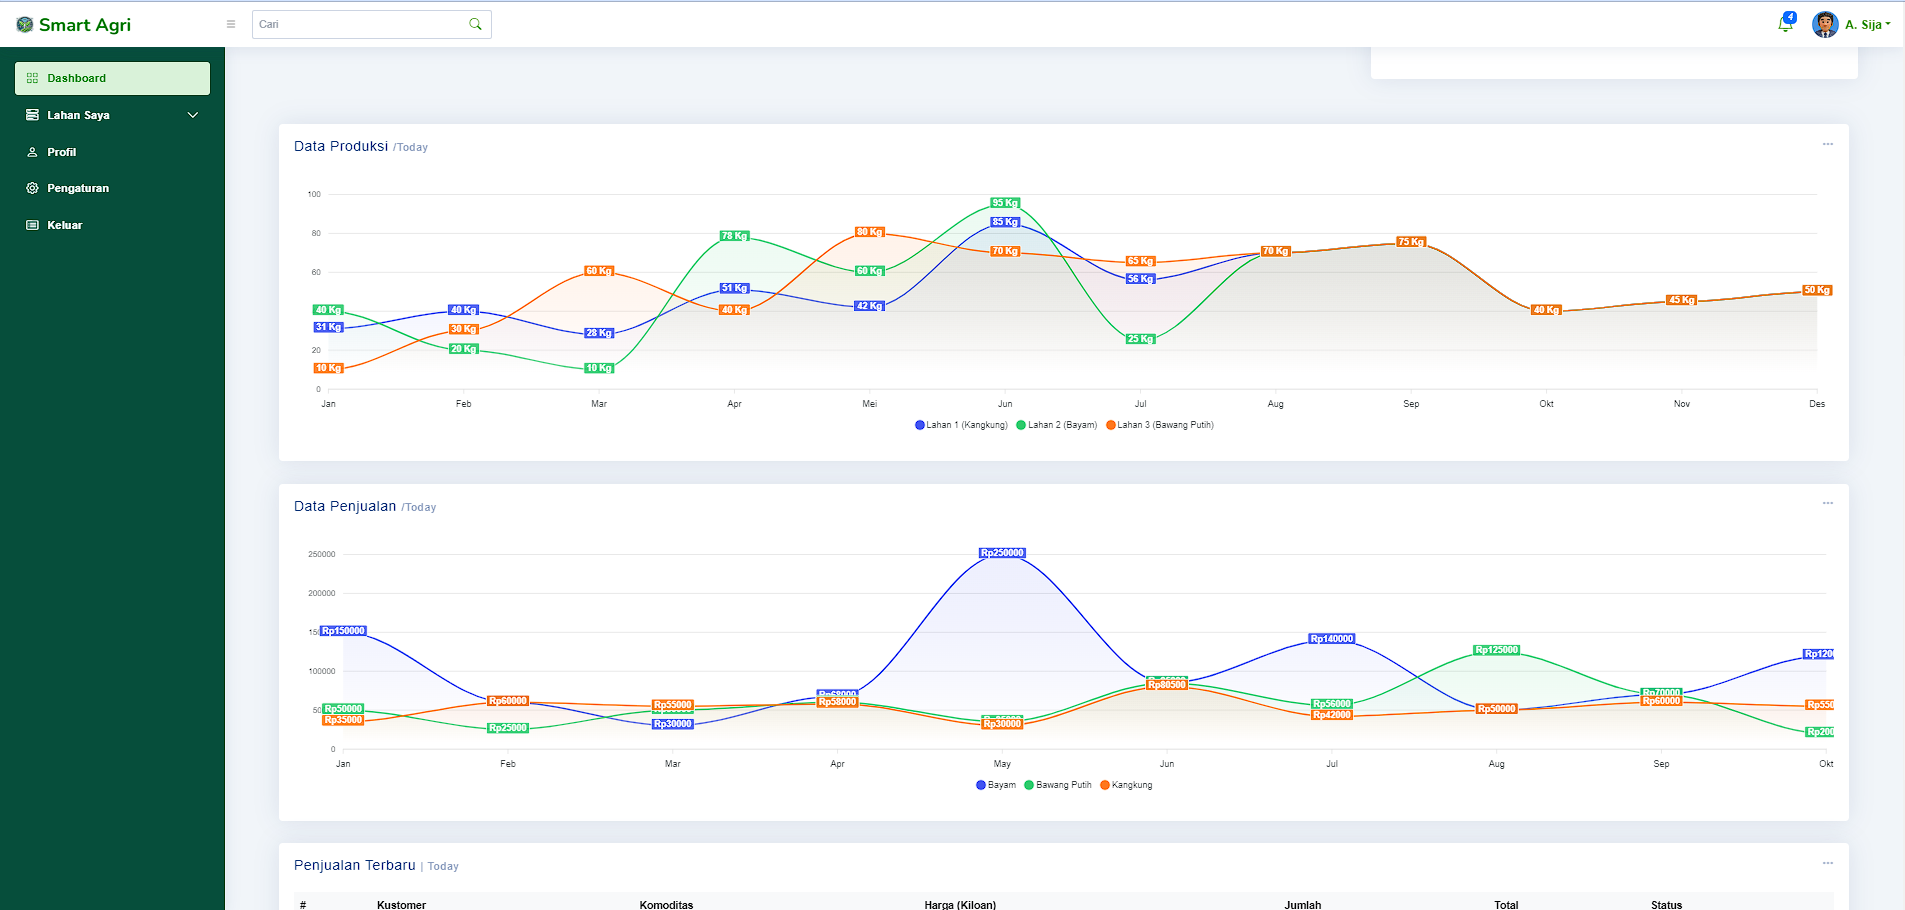 Smart Agri
Cari
4
A. Sija
Dashboard
Lahan Saya
Profil
Pengaturan
Keluar
Data Produksi /Today
100
80
60
20
0
95 Kg
85 Kg
78 Kg
80 Kg
70 Kg
75 Kg
70 Kg
65 Kg
60 Kg
60 Kg
56 Kg
51 Kg
50 Kg
45 Kg
42 Kg
40 Kg
40 Kg
40 Kg
40 Kg
31 Kg
30 Kg
28 Kg
25 Kg
20 Kg
10 Kg
10 Kg
Jan Feb Mar Apr Mei Jun Jul Aug Sep Okt Nov Des
Lahan 1 (Kangkung) Lahan 2 (Bayam) Lahan 3 (Bawang Putih)
Data Penjualan /Today
250000
200000
100000
0
Rp250000
Rp150000
Rp140000
Rp125000
Rp120
Rp68000
Rp70000
Rp60000
Rp60000
Rp58000
Rp80500
Rp55000
Rp56000
Rp550
Rp50000
Rp50000
Rp42000
Rp35000
Rp30000
Rp30000
Rp25000
Rp200
Jan Feb Mar Apr May Jun Jul Aug Sep Okt
Bayam Bawang Putih Kangkung
Penjualan Terbaru | Today
# Kustomer Komoditas Harga (Kiloan) Jumlah Total Status